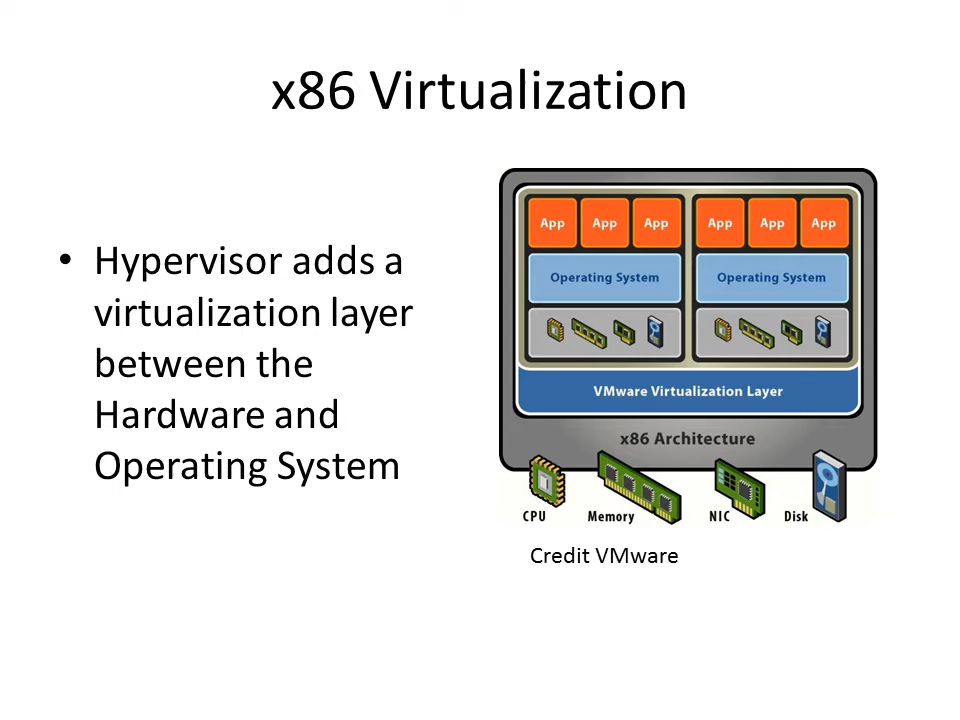 x86 Virtualization
• Hypervisor adds a
virtualization layer
between the
Hardware and
Operating System
App App App App App App
Operating System Operating System
VMware Virtualization Layer
x86 Architecture
CPU Memory NIC Disk
Credit VMware